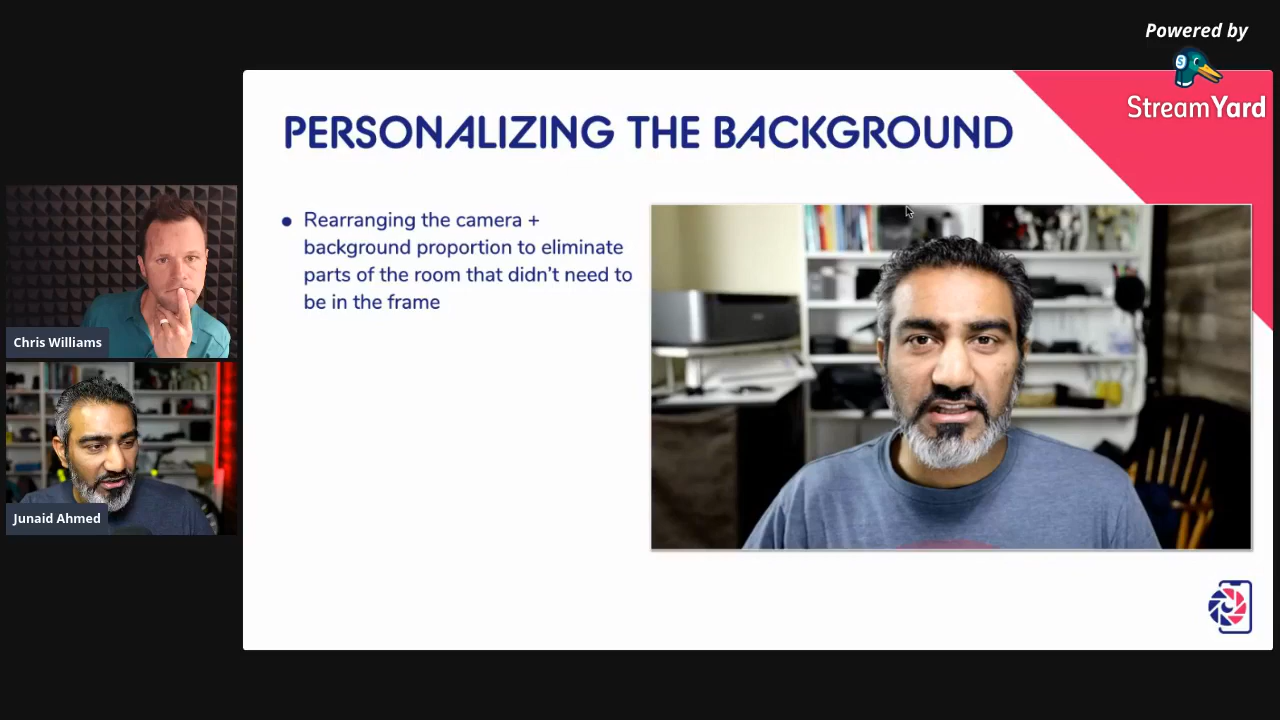 Powered by
StreamYard
PERSONALIZING THE BACKGROUND
● Rearranging the camera +
background proportion to eliminate
parts of the room that didn't need to
be in the frame
Chris Williams
Junaid Ahmed